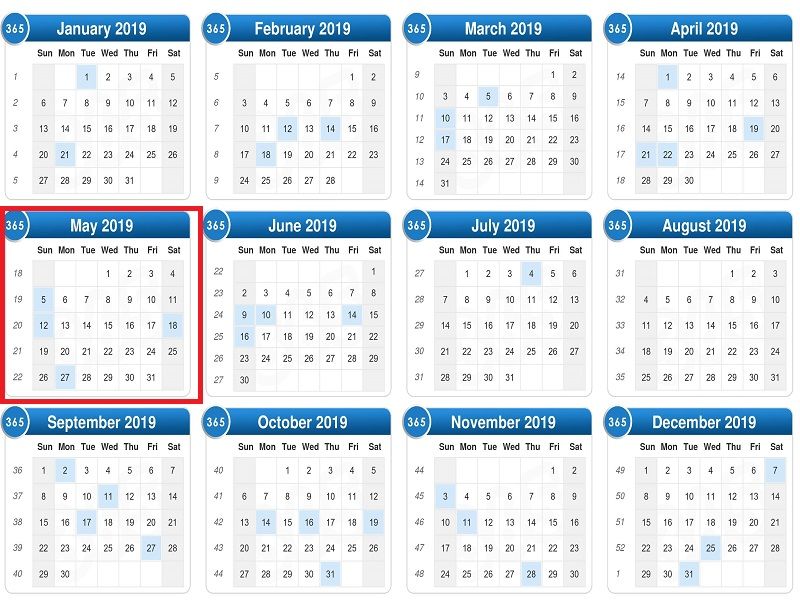 365 January 2019
Sun Mon Tue Wed Thu Fri Sat
1 1 2 3 4 5
2 6 7 8 9 10 11 12
3 13 14 15 16 17 18 19
4 20 21 22 23 24 25 26
5 27 28 29 30 31
365 February 2019
Sun Mon Tue Wed Thu Fri Sat
5 1 2
6 3 4 5 6 7 8 9
7 10 11 12 13 14 15 16
8 17 18 19 20 21 22 23
9 24 25 26 27 28
365 March 2019
Sun Mon Tue Wed Thu Fri Sat
9 1 2
10 3 4 5 6 7 8 9
11 10 11 12 13 14 15 16
12 17 18 19 20 21 22 23
13 24 25 26 27 28 29 30
14 31
365 April 2019
Sun Mon Tue Wed Thu Fri Sat
14 1 2 3 4 5 6
15 7 8 9 10 11 12 13
16 14 15 16 17 18 19 20
17 21 22 23 24 25 26 27
18 28 29 30
365 May 2019
Sun Mon Tue Wed Thu Fri Sat
18 1 2 3 4
19 5 6 7 8 9 10 11
20 12 13 14 15 16 17 18
21 19 20 21 22 23 24 25
22 26 27 28 29 30 31
365 June 2019
Sun Mon Tue Wed Thu Fri Sat
22 1
23 2 3 4 5 6 7 8
24 9 10 11 12 13 14 15
25 16 17 18 19 20 21 22
26 23 24 25 26 27 28 29
27 30
365 July 2019
Sun Mon Tue Wed Thu Fri Sat
27 1 2 3 4 5 6
28 7 8 9 10 11 12 13
29 14 15 16 17 18 19 20
30 21 22 23 24 25 26 27
31 28 29 30 31
365 August 2019
Sun Mon Tue Wed Thu Fri Sat
31 1 2 3
32 4 5 6 7 8 9 10
33 11 12 13 14 15 16 17
34 18 19 20 21 22 23 24
35 25 26 27 28 29 30 31
365 September 2019
Sun Mon Tue Wed Thu Fri Sat
36 1 2 3 4 5 6 7
37 8 9 10 11 12 13 14
38 15 16 17 18 19 20 21
39 22 23 24 25 26 27 28
40 29 30
365 October 2019
Sun Mon Tue Wed Thu Fri Sat
40 1 2 3 4 5
41 6 7 8 9 10 11 12
42 13 14 15 16 17 18 19
43 20 21 22 23 24 25 26
44 27 28 29 30 31
365 November 2019
Sun Mon Tue Wed Thu Fri Sat
44 1 2
45 3 4 5 6 7 8 9
46 10 11 12 13 14 15 16
47 17 18 19 20 21 22 23
48 24 25 26 27 28 29 30
365 December 2019
Sun Mon Tue Wed Thu Fri Sat
49 1 2 3 4 5 6 7
50 8 9 10 11 12 13 14
51 15 16 17 18 19 20 21
52 22 23 24 25 26 27 28
1 29 30 31